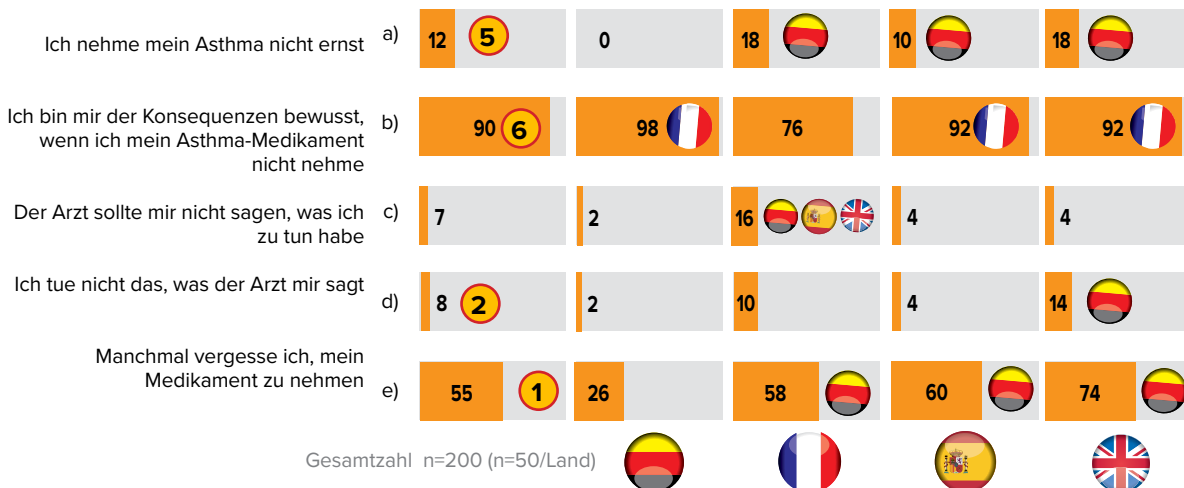 Ich nehme mein Asthma nicht ernst a) 12 5 0 18 10 18
Ich bin mir der Konsequenzen bewusst,
wenn ich mein Asthma-Medikament
nicht nehme
b) 90 6 98 76 92 92
Der Arzt sollte mir nicht sagen, was ich
zu tun habe
c) 7 2 16 4 4
Ich tue nicht das, was der Arzt mir sagt
d) 8 2 2 10 4 14
Manchmal vergesse ich, mein
Medikament zu nehmen
e) 55 1 26 58 60 74
Gesamtzahl n=200 (n=50/Land)